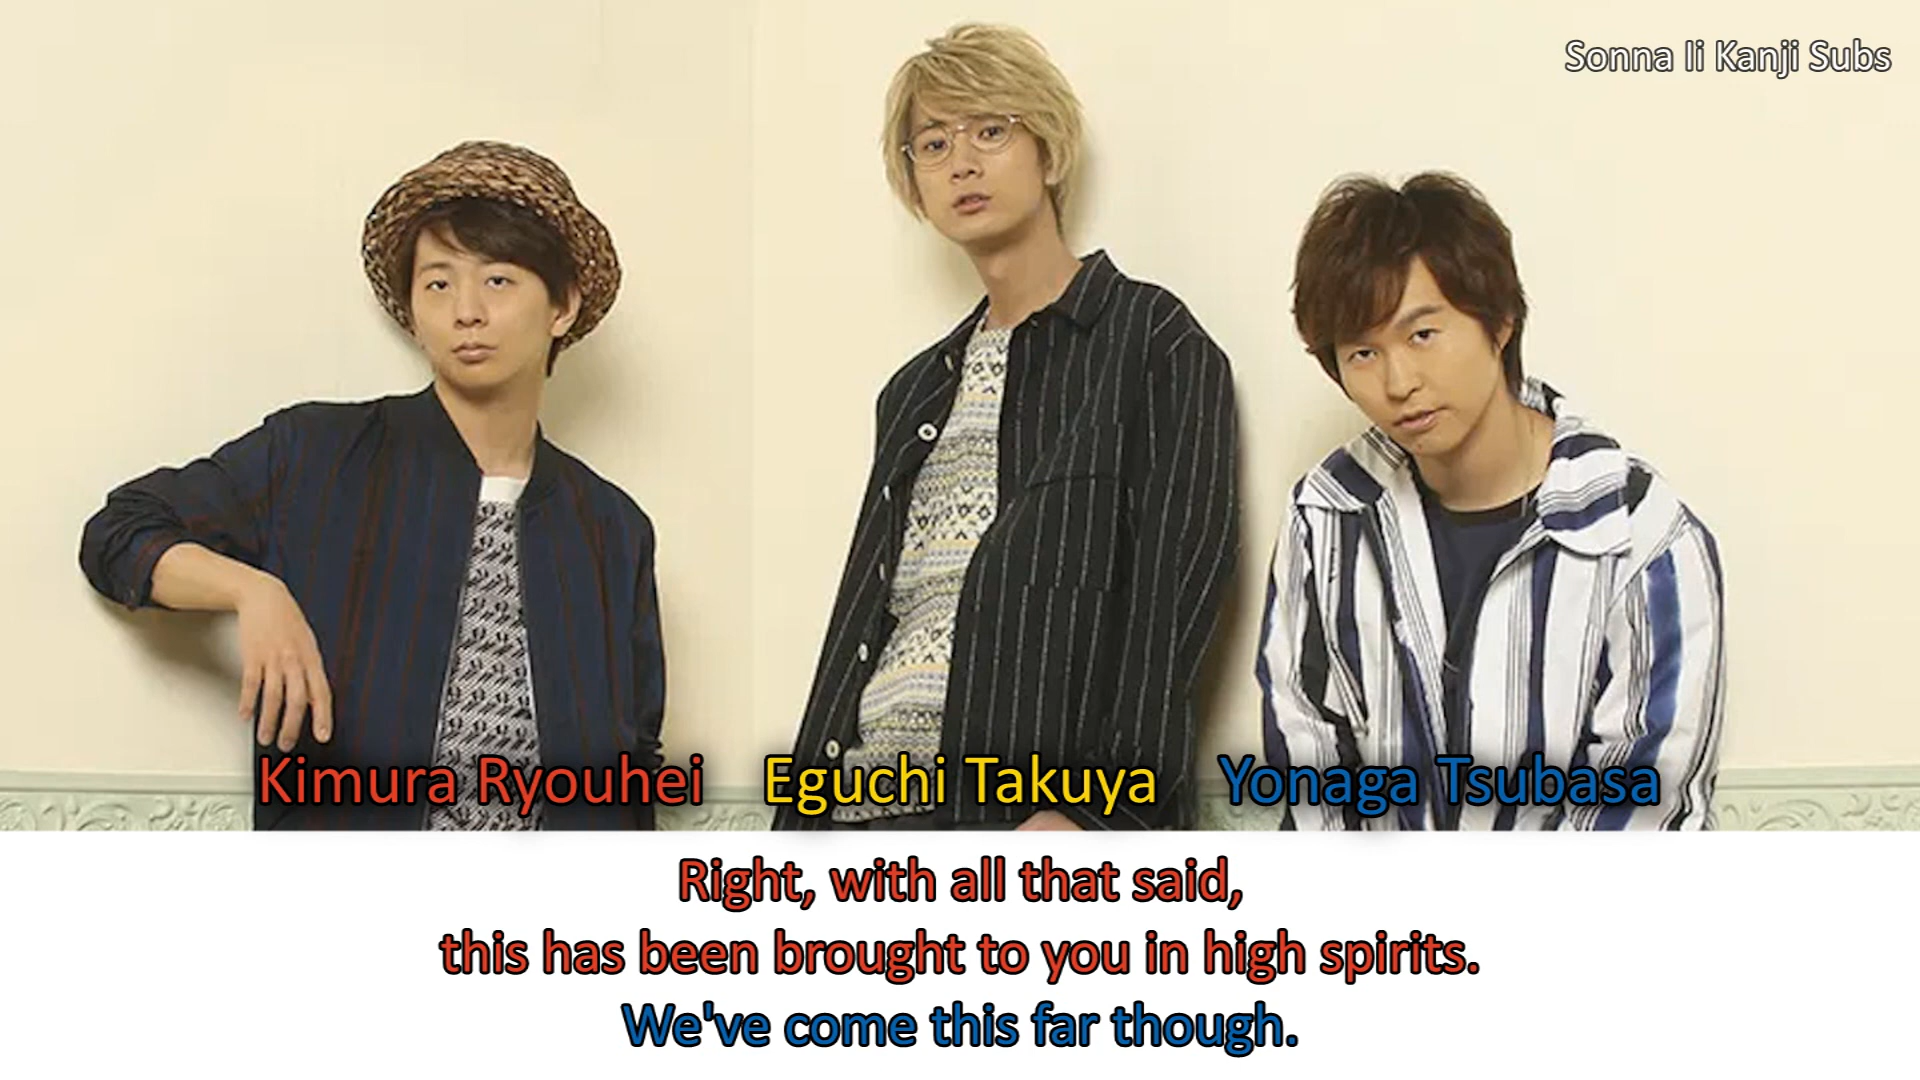 Sonna Ii Kanji Subs
Kimura Ryouhei Eguchi Takuya Yonaga Tsubasa
Right, with all that said,
this has been brought to you in high spirits.
We've come this far though.